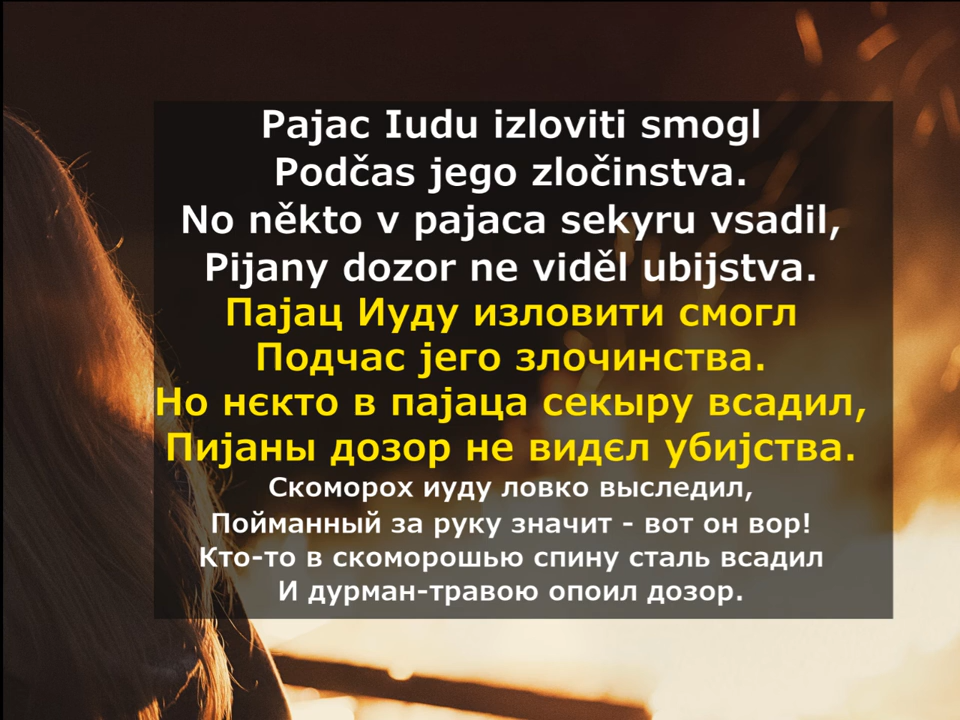 Pajac Iudu izloviti smogl
Podčas jego zločinstva.
No někto v pajaca sekyru vsadil,
Pijany dozor ne viděl ubijstva.
Пајац Иуду изловити смогл
Подчас јего злочинства.
Но нєкто в пајаца секыру всадил,
Пијаны дозор не видєл убијства.
Скоморох иуду ловко выследил,
Пойманный за руку значит - вот он вор!
Кто-то в скоморошью спину сталь всадил
И дурман-травою опоил дозор.